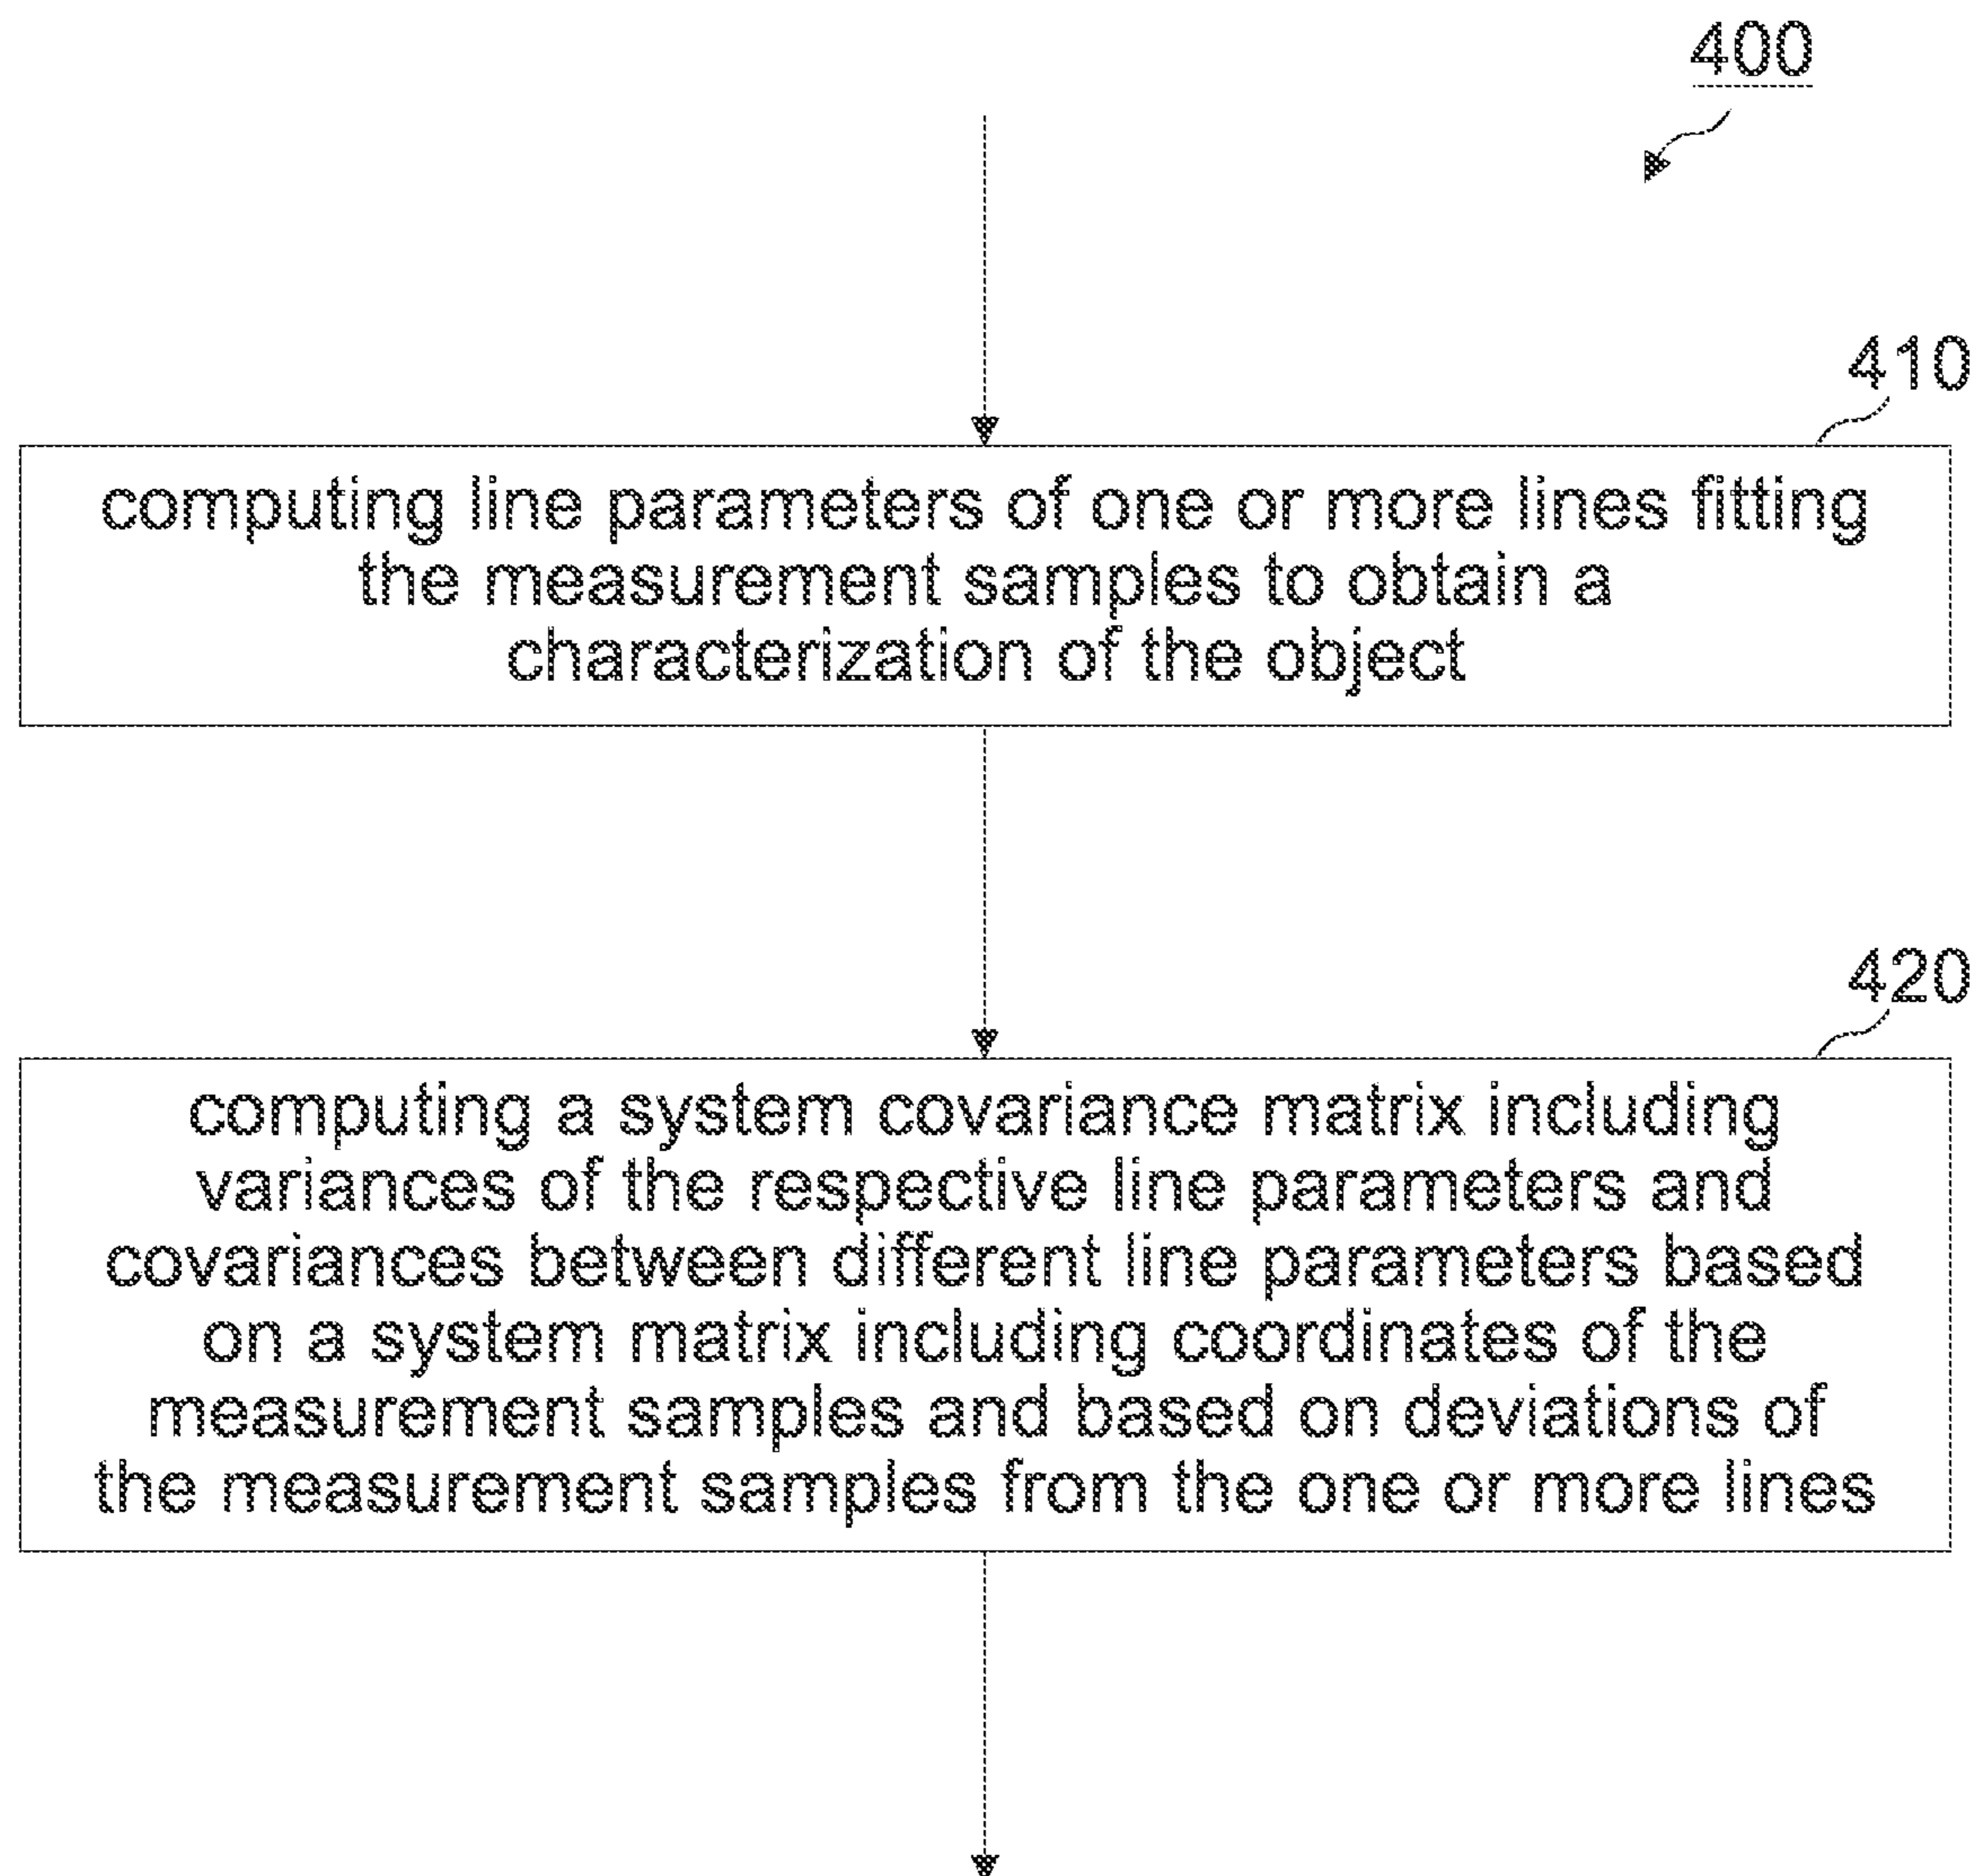 400
410
computing line parameters of one or more lines fitting
the measurement samples to obtain a
characterization of the object
420
computing a system covariance matrix including
variances of the respective line parameters and
covariances between different line parameters based
on a system matrix including coordinates of the
measurement samples and based on deviations of
the measurement samples from the one or more lines